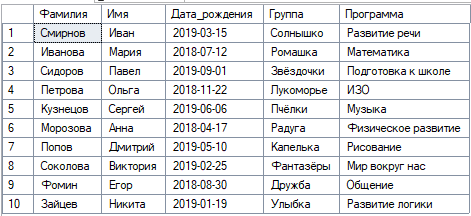 Фамилия Имя Дата_рождения Группа Программа
1 Смирнов Иван 2019-03-15 Солнышко Развитие речи
2 Иванова Мария 2018-07-12 Ромашка Математика
3 Сидоров Павел 2019-09-01 Звёздочки Подготовка к школе
4 Петрова Ольга 2018-11-22 Лукоморье ИЗО
5 Кузнецов Сергей 2019-06-06 Пчёлки Музыка
6 Морозова Анна 2018-04-17 Радуга Физическое развитие
7 Попов Дмитрий 2019-05-10 Капелька Рисование
8 Соколова Виктория 2019-02-25 Фантазёры Мир вокруг нас
9 Фомин Егор 2018-08-30 Дружба Общение
10 Зайцев Никита 2019-01-19 Улыбка Развитие логики